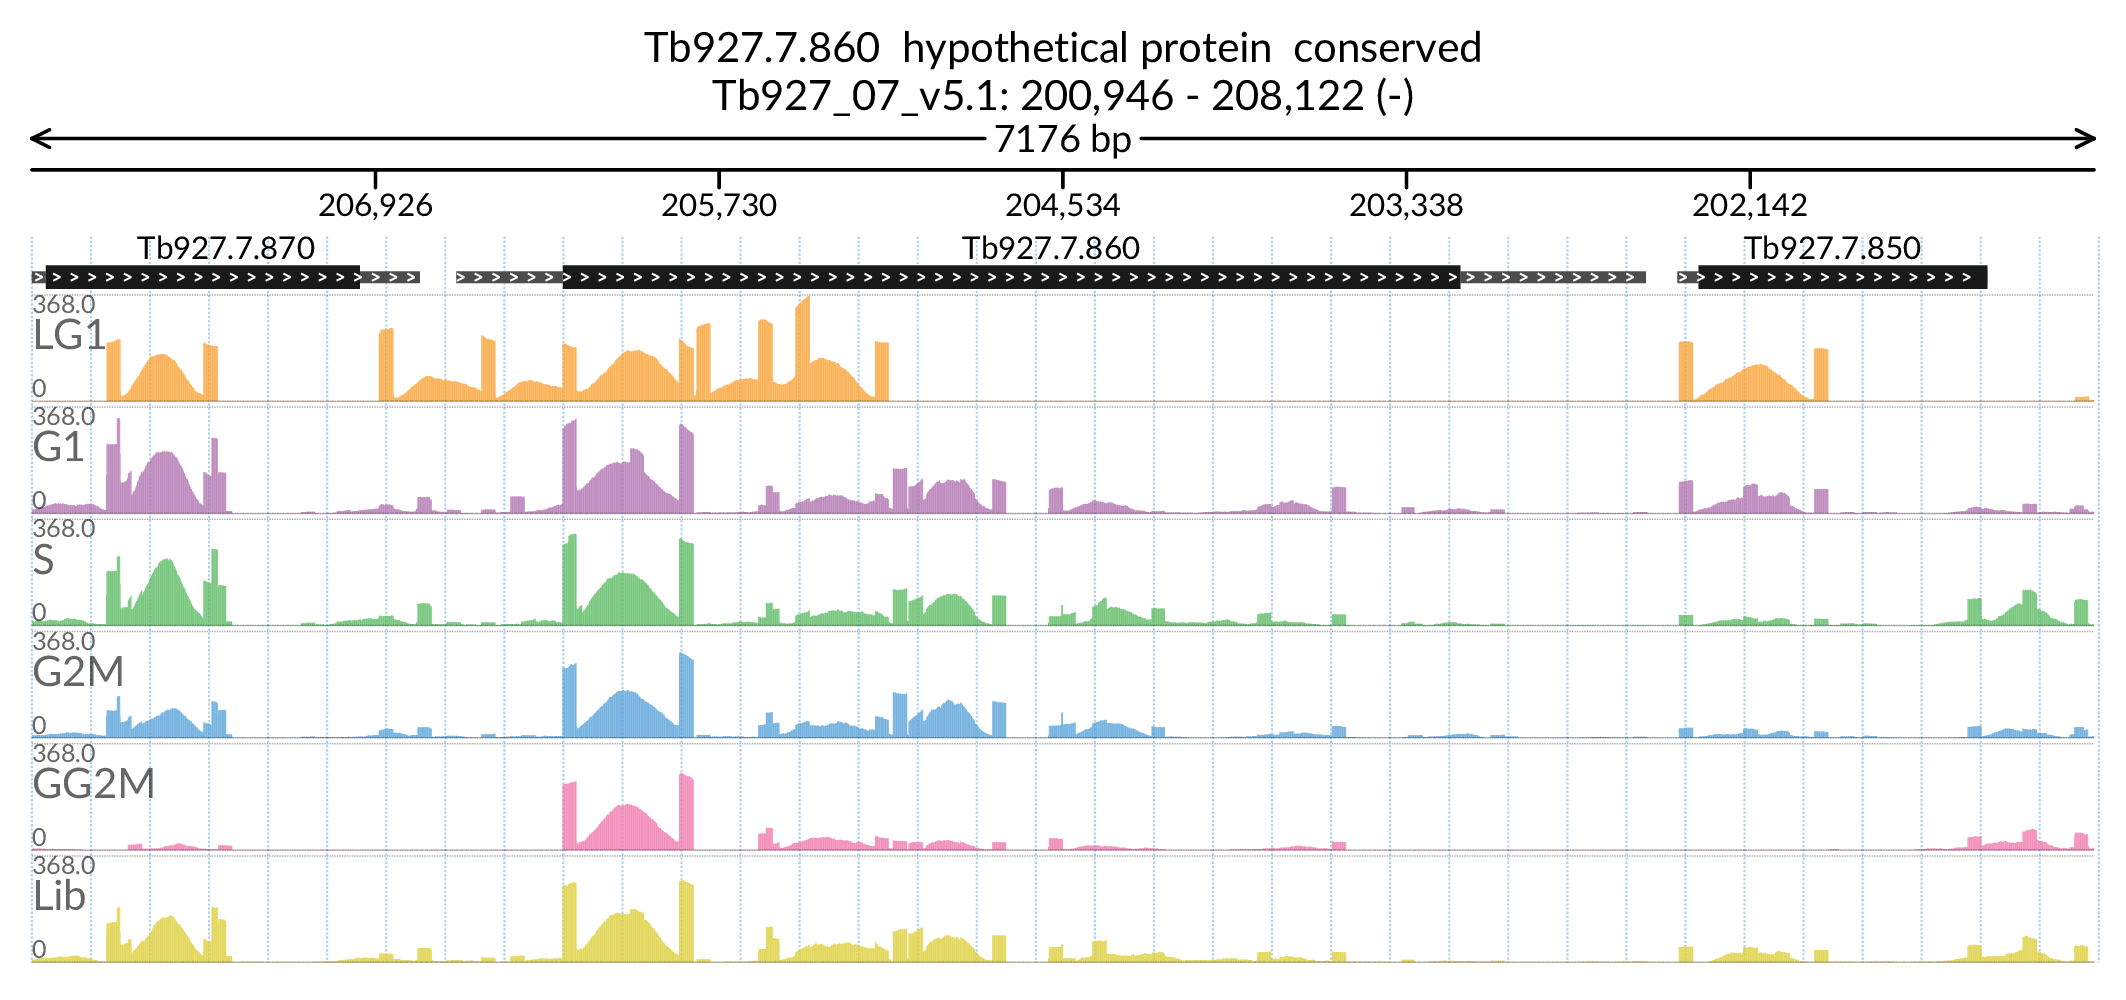 Tb927.7.860 hypothetical protein conserved
Tb927_07_v5.1: 200,946 - 208,122 (-)
7176 bp
206,926 205,730 204,534 203,338 202,142
Tb927.7.870 Tb927.7.860 Tb927.7.850
368.0
LG1
0
368.0
G1
0
368.0
S
0
368.0
G2M
0
368.0
GG2M
0
368.0
Lib
0